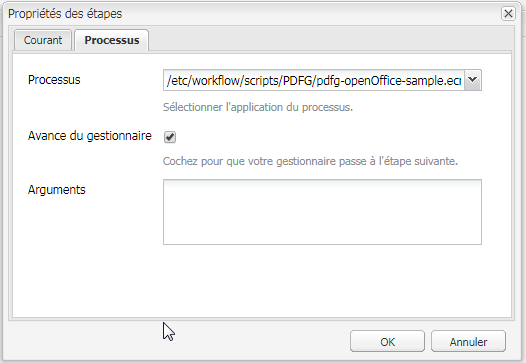 Propriétés des étapes
Courant Processus
Processus /etc/workflow/scripts/PDFG/pdfg-openOffice-sample.ecm
Sélectionner l'application du processus.
Avance du gestionnaire
Cochez pour que votre gestionnaire passe à l'étape suivante.
Arguments
OK Annuler